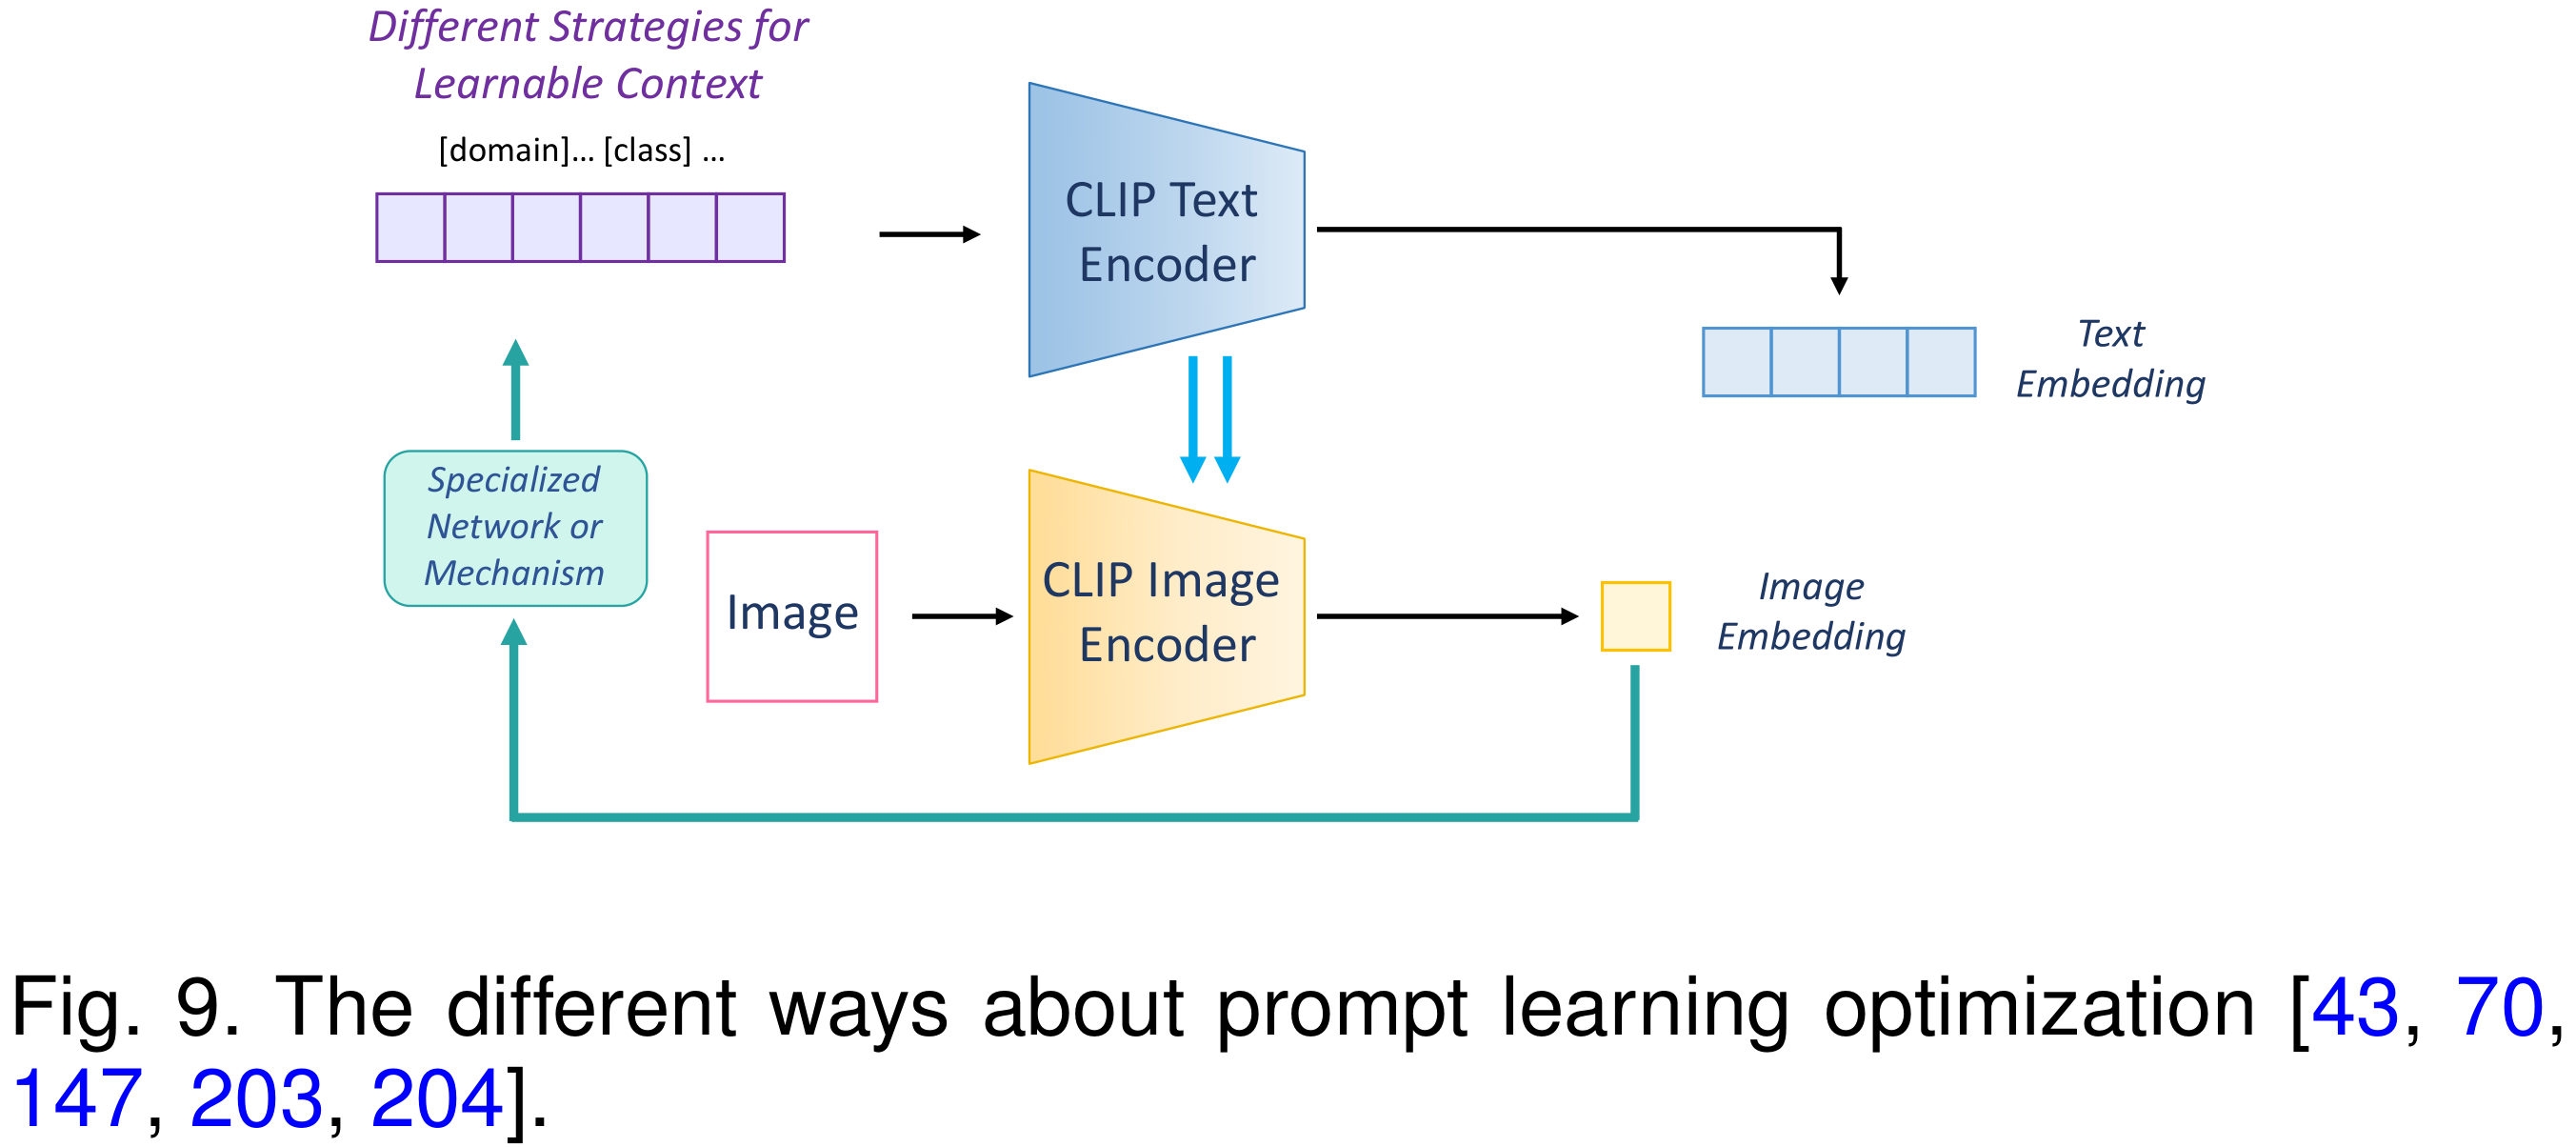 Different Strategies for
Learnable Context
[domain]... [class] ...
CLIP Text
Encoder
Text
Embedding
Specialized
Network or
Mechanism
Image
CLIP Image
Encoder
Image
Embedding
Fig. 9. The different ways about prompt learning optimization [43, 70,
147, 203, 204].